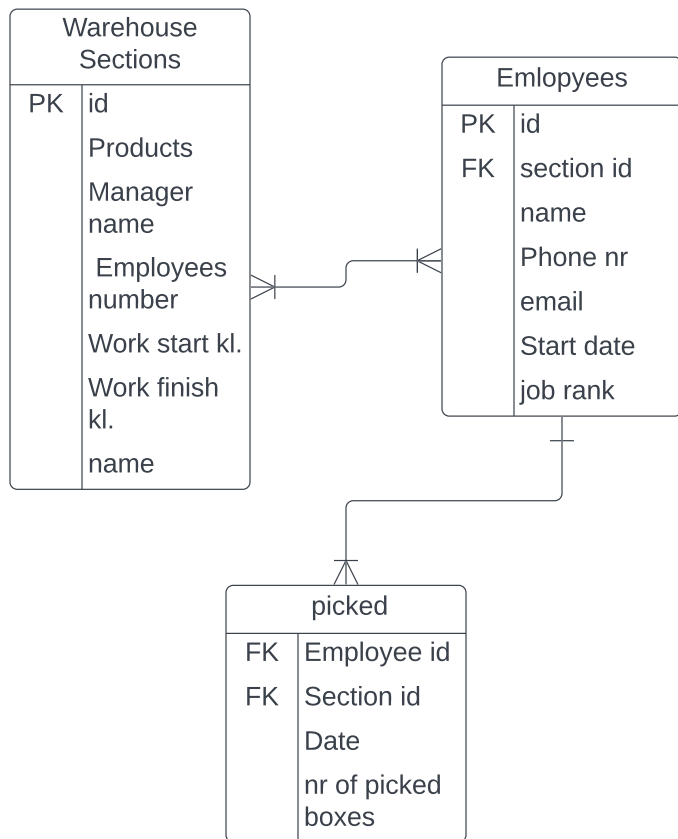 Warehouse
Sections
PK id
Products
Manager
name
Employees
number
Work start kl.
Work finish
kl.
name
Emlopyees
PK id
FK section id
name
Phone nr
email
Start date
job rank
picked
FK Employee id
FK Section id
Date
nr of picked
boxes